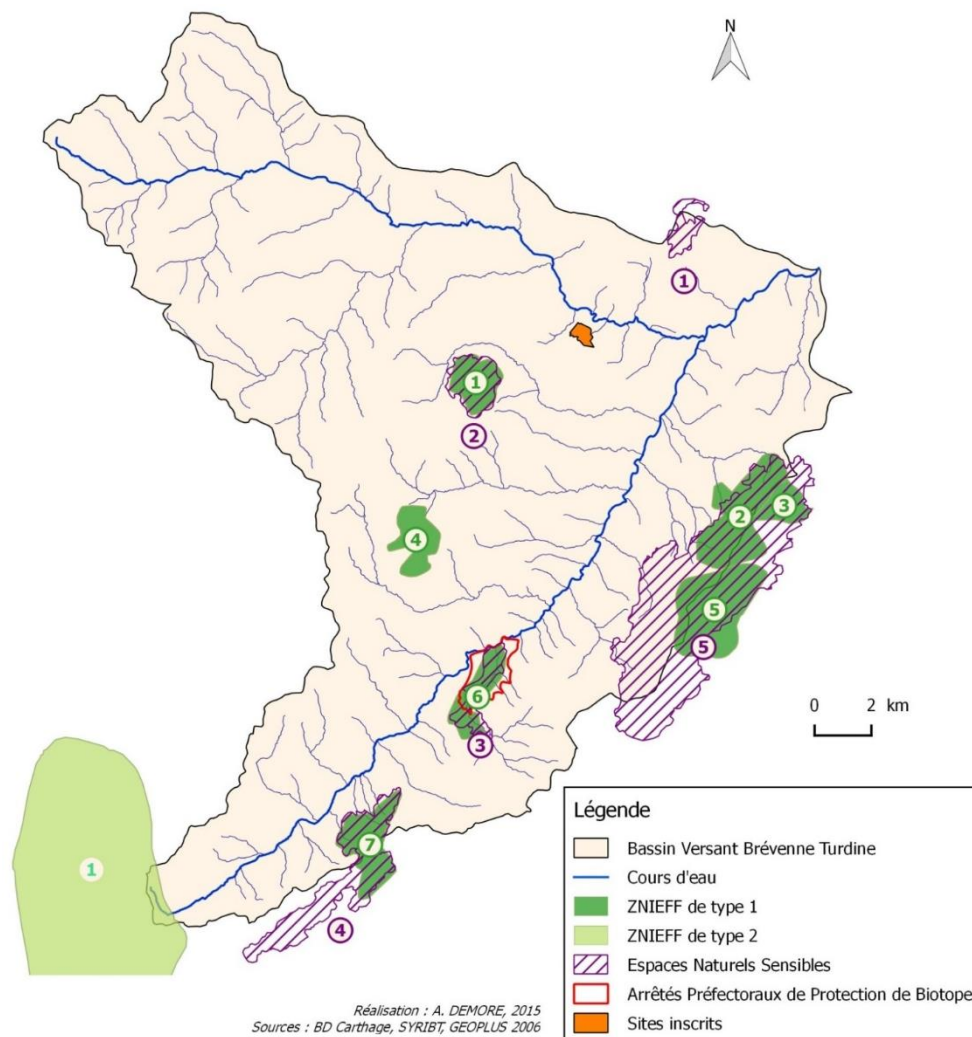 N
1
1
2
2
3
4
5
5
6
3
7
1
4
0 2 km
Légende
Bassin Versant Brévenne Turdine
Cours d'eau
ZNIEFF de type 1
ZNIEFF de type 2
Espaces Naturels Sensibles
Arrêtés Préfectoraux de Protection de Biotope
Sites inscrits
Réalisation : A. DEMORE, 2015
Sources : BD Carthage, SYRIBT, GEOPLUS 2006